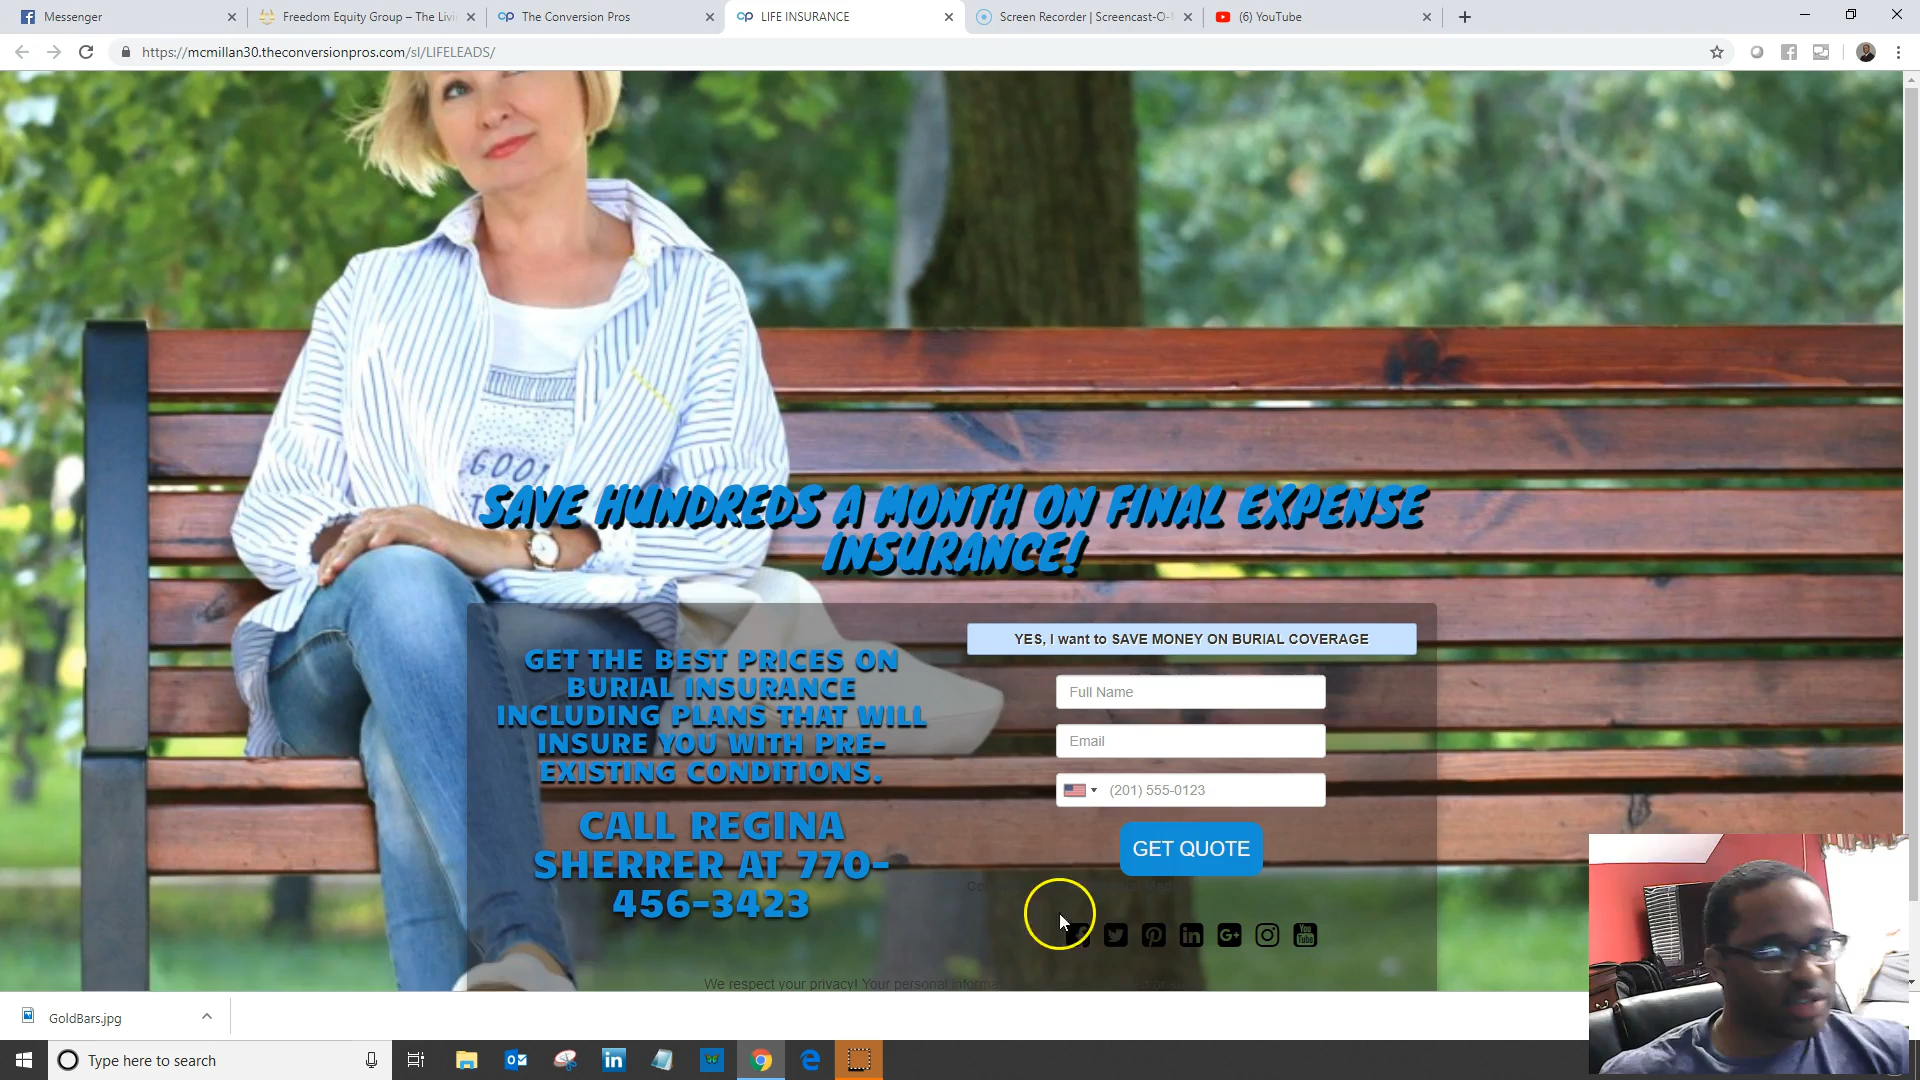 Messenger
Freedom Equity Group – The Livi
The Conversion Pros
LIFE INSURANCE
Screen Recorder | Screencast-O-
(6) YouTube
https://mcmillan30.theconversionpros.com/sl/LIFELEADS/
GOOD
SAVE HUNDREDS A MONTH ON FINAL EXPENSE
INSURANCE!
GET THE BEST PRICES ON
BURIAL INSURANCE
INCLUDING PLANS THAT WILL
INSURE YOU WITH PRE-
EXISTING CONDITIONS.
CALL REGINA
SHERRER AT 770-
456-3423
YES, I want to SAVE MONEY ON BURIAL COVERAGE
Full Name
Email
(201) 555-0123
GET QUOTE
You
Tube
We respect your privacy! Your personal
GoldBars.jpg
Type here to search